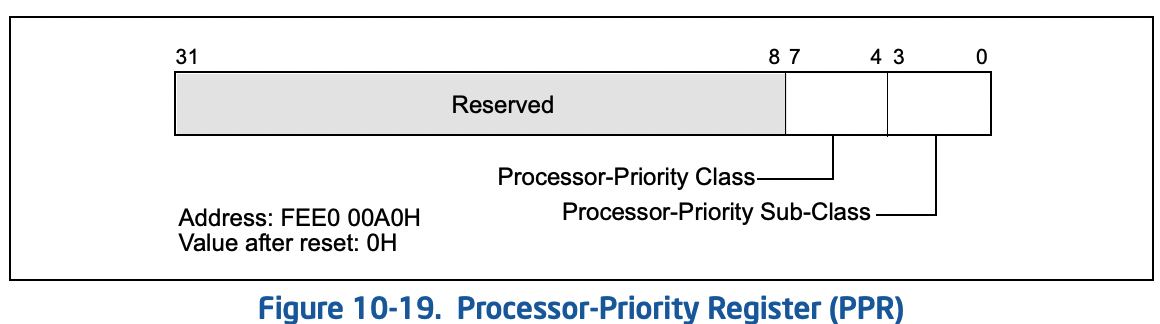 31 8 7 4 3 0
Reserved
Processor-Priority Class
Processor-Priority Sub-Class
Address: FEE0 00A0H
Value after reset: 0H
Figure 10-19. Processor-Priority Register (PPR)